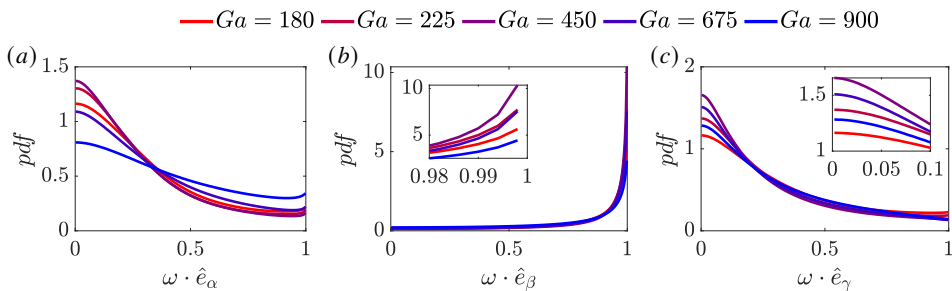 Ga = 180 Ga = 225 Ga = 450 Ga = 675 Ga = 900
(a) (b) (c)
1.5 1.0 0.5 0
pdf
0 0.5 1
ω · ê_α
10 5 0
pdf
0 0.5 1
ω · ê_β
10 5
0.98 0.99 1
2 1 0
pdf
0 0.5 1
ω · ê_γ
1.5 1
0 0.05 0.1